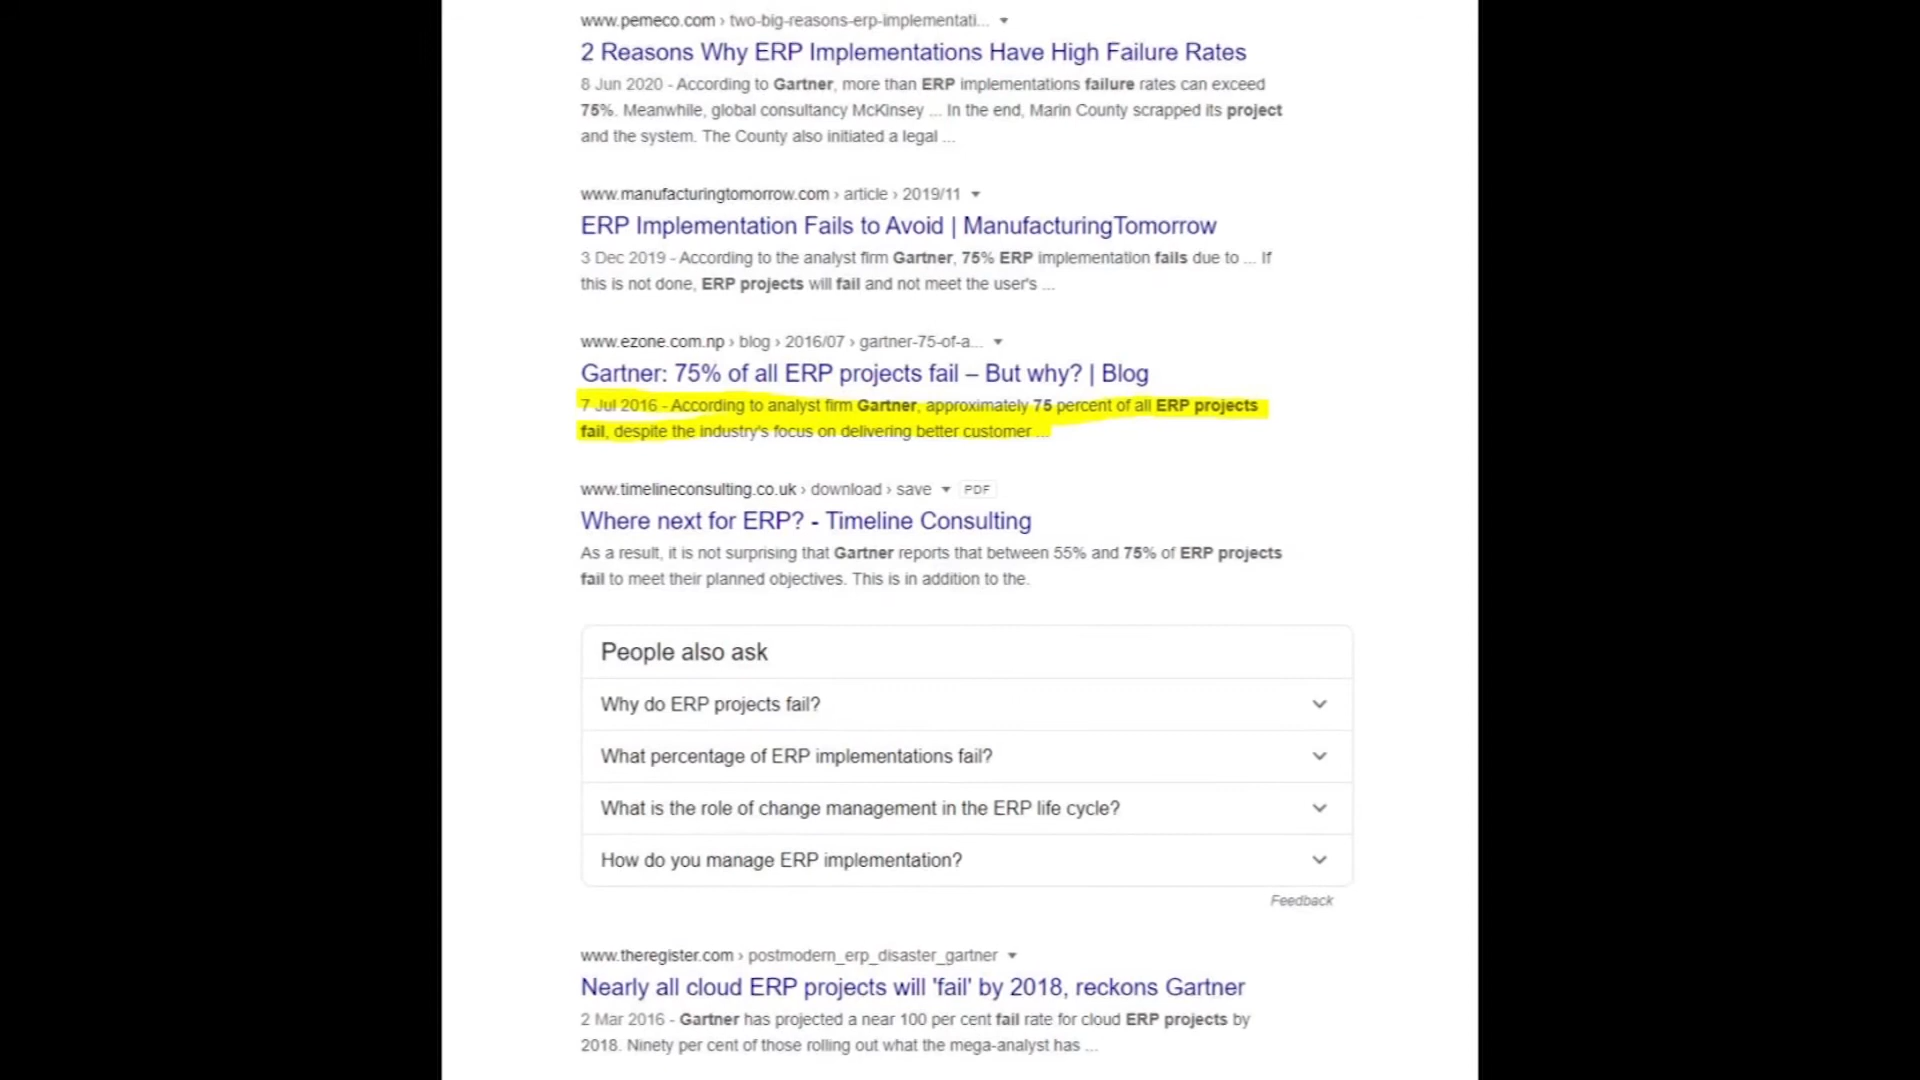 www.pemeco.com › two-big-reasons-erp-implementati...
2 Reasons Why ERP Implementations Have High Failure Rates
8 Jun 2020 - According to Gartner, more than ERP implementations failure rates can exceed
75%. Meanwhile, global consultancy McKinsey ... In the end, Marin County scrapped its project
and the system. The County also initiated a legal ...
www.manufacturingtomorrow.com › article › 2019/11
ERP Implementation Fails to Avoid | ManufacturingTomorrow
3 Dec 2019 - According to the analyst firm Gartner, 75% ERP implementation fails due to ... If
this is not done, ERP projects will fail and not meet the user's ...
www.ezone.com.np › blog › 2016/07 › gartner-75-of-a...
Gartner: 75% of all ERP projects fail – But why? | Blog
7 Jul 2016 - According to analyst firm Gartner, approximately 75 percent of all ERP projects
fail, despite the industry's focus on delivering better customer ...
www.timelineconsulting.co.uk › download › save PDF
Where next for ERP? - Timeline Consulting
As a result, it is not surprising that Gartner reports that between 55% and 75% of ERP projects
fail to meet their planned objectives. This is in addition to the.
People also ask
Why do ERP projects fail?
What percentage of ERP implementations fail?
What is the role of change management in the ERP life cycle?
How do you manage ERP implementation?
Feedback
www.theregister.com › postmodern_erp_disaster_gartner
Nearly all cloud ERP projects will 'fail' by 2018, reckons Gartner
2 Mar 2016 - Gartner has projected a near 100 per cent fail rate for cloud ERP projects by
2018. Ninety per cent of those rolling out what the mega-analyst has ...